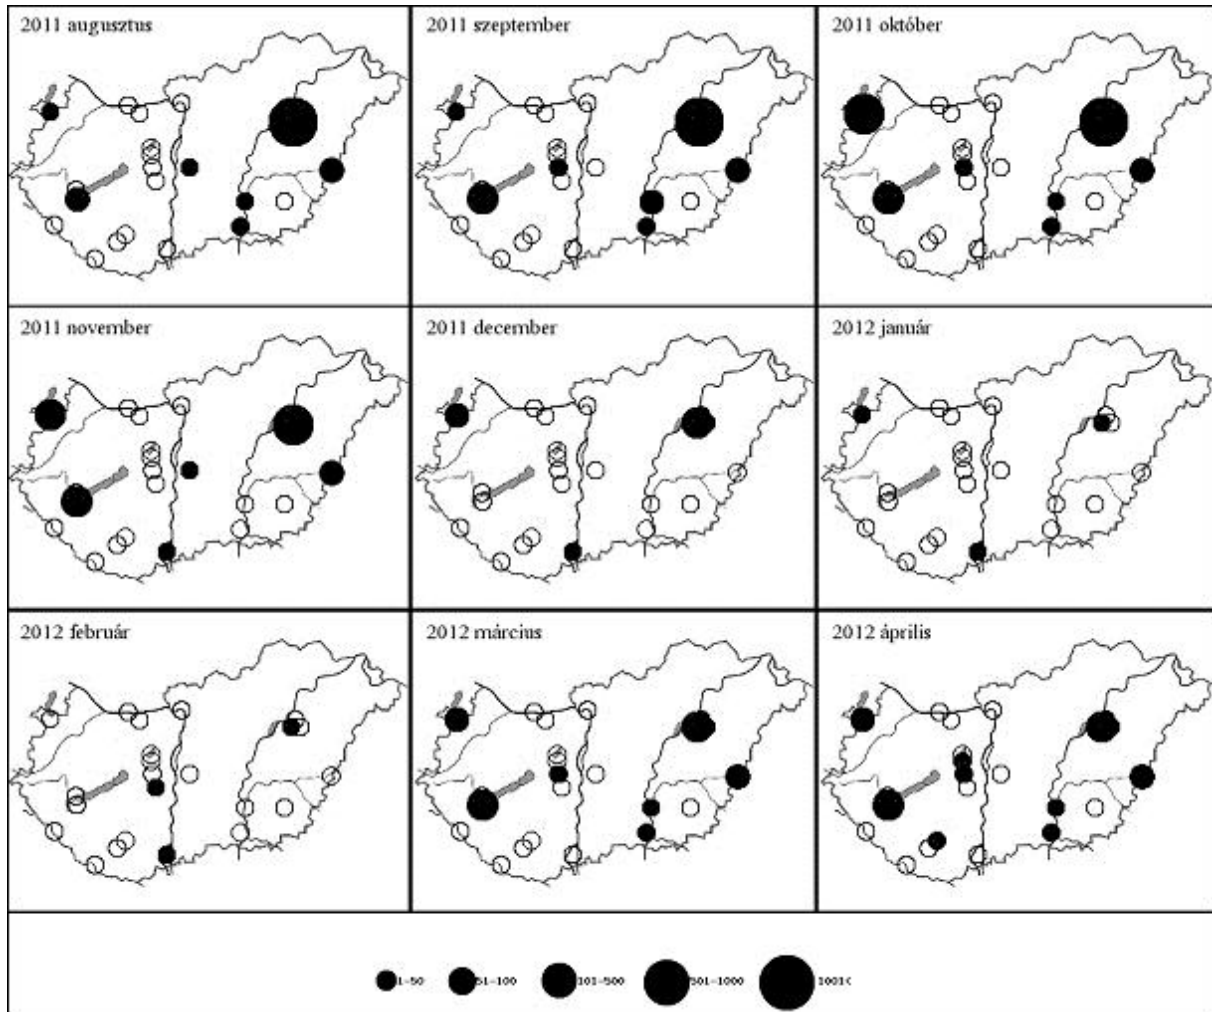 2011 augusztus
2011 szeptember
2011 október
2011 november
2011 december
2012 január
2012 február
2012 március
2012 április
1-50
51-100
101-500
501-1000
1001<